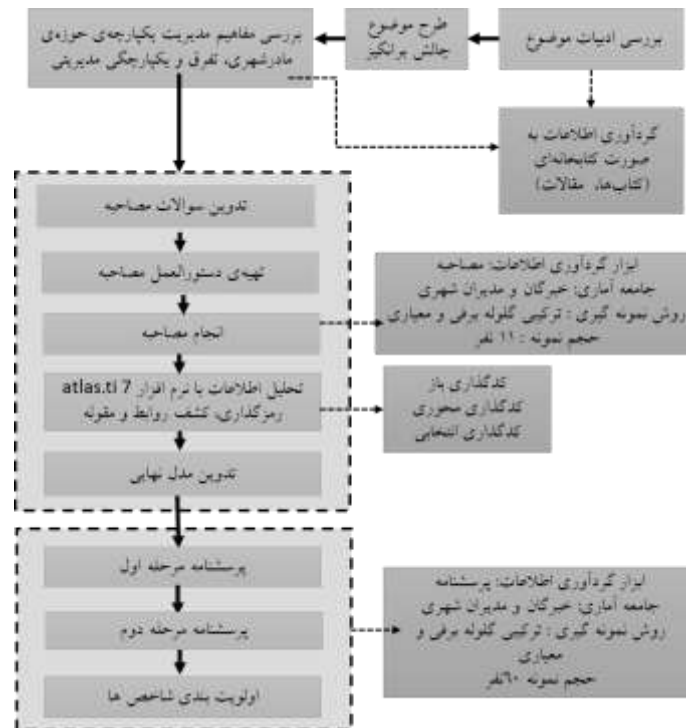 بررسی ادبیات موضوع
طرح موضوع
چالش برانگیز
بررسی مفاهیم مدیریت یکپارچه‌ی حوزه‌ی
مادرشهری، تفرق و یکپارچگی مدیریتی
گردآوری اطلاعات به
صورت کتابخانه‌ای
(کتاب‌ها، مقالات)
تدوین سوالات مصاحبه
تهیه‌ی دستورالعمل مصاحبه
انجام مصاحبه
ابزار گردآوری اطلاعات: مصاحبه
جامعه آماری: خبرگان و مدیران شهری
روش نمونه گیری : ترکیبی گلوله برفی و معیاری
حجم نمونه : ۱۱ نفر
تحلیل اطلاعات با نرم افزار atlas.ti 7
رمزگذاری، کشف روابط و مقوله
کدگذاری باز
کدگذاری محوری
کدگذاری انتخابی
تدوین مدل نهایی
پرسشنامه مرحله اول
پرسشنامه مرحله دوم
اولویت بندی شاخص ها
ابزار گردآوری اطلاعات: پرسشنامه
جامعه آماری: خبرگان و مدیران شهری
روش نمونه گیری : ترکیبی گلوله برفی و
معیاری
حجم نمونه ۶۰نفر